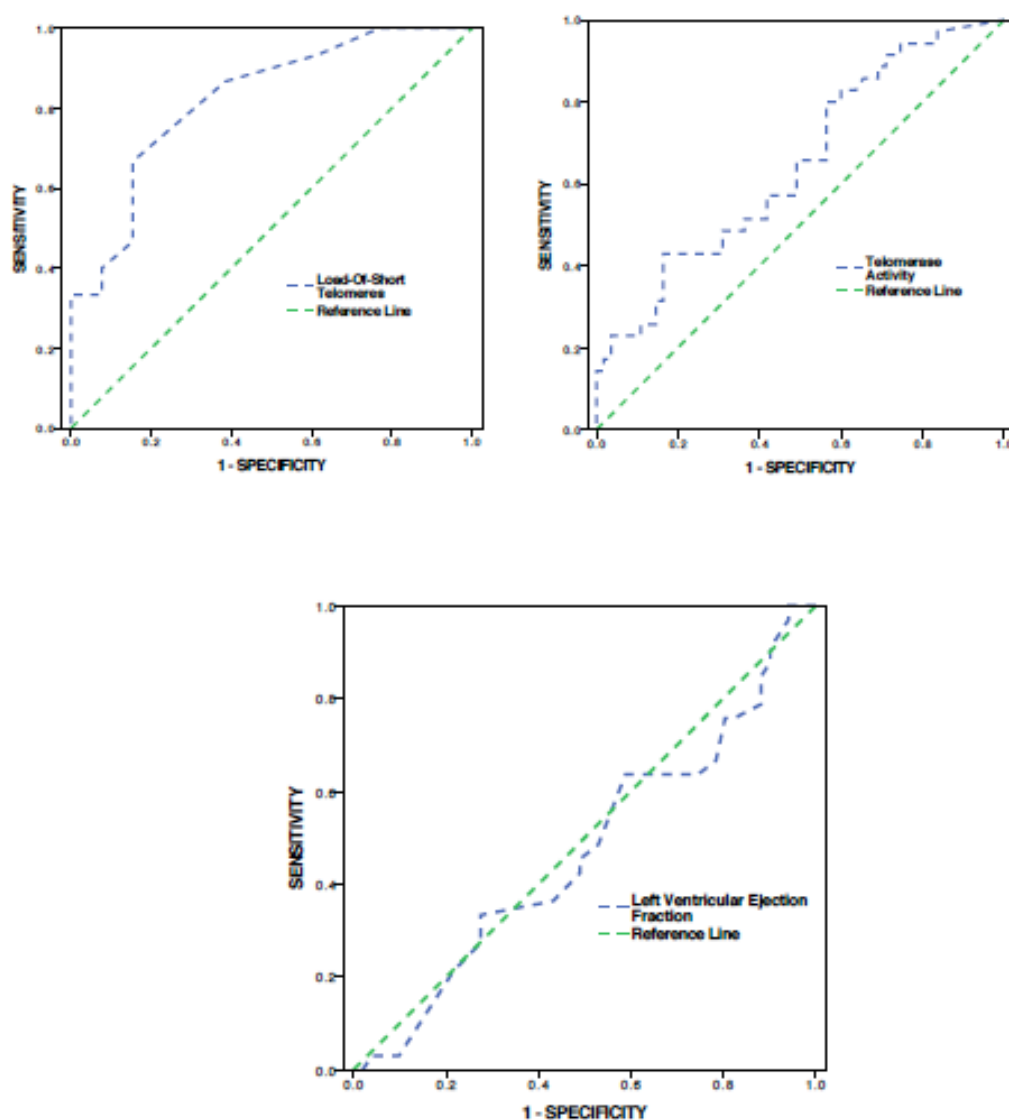 1.0
0.8
0.6
0.4
0.2
0.0
SENSITIVITY
0.0 0.2 0.4 0.6 0.8 1.0
1 - SPECIFICITY
Load-Of-Short
Telomeres
Reference Line
1.0
0.8
0.6
0.4
0.2
0.0
SENSITIVITY
0.0 0.2 0.4 0.6 0.8 1.0
1 - SPECIFICITY
Telomerase
Activity
Reference Line
1.0
0.8
0.6
0.4
0.2
0.0
SENSITIVITY
0.0 0.2 0.4 0.6 0.8 1.0
1 - SPECIFICITY
Left Ventricular Ejection
Fraction
Reference Line